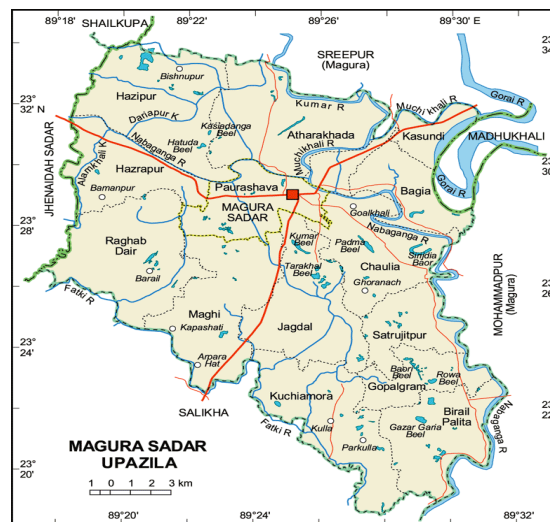 89°18'
89°22'
89°26'
89°30' E
SHAILKUPA
SREEPUR
(Magura)
Bishnupur
Hazipur
Kumar R
Muchikhali R
Gorai R
23°
32' N
Danapur K
Kasiadanga
Beel
Atharakhada
Kasundi
MADHUKHALI
JHENAIDAH SADAR
Nabaganga R
Hatuda
Beel
Muchikhali R
Alamkhali K
Hazrapur
Paurashava
Bagia
Gorai R
Bamanpur
MAGURA
SADAR
Goalkhali
23°
28'
Nabaganga R
Raghab
Dair
Kumar
Beel
Padma
Beel
Simdia
Baor
Barail
Tarakhal
Beel
Chaulia
Ghoranach
Fatki R
MOHAMMADPUR
(Magura)
Maghi
Kapashati
Jagdal
Satrujitpur
23°
24'
Arpara
Hat
Baori
Beel
Rowa
Beel
Gopalgram
Kuchiamora
SALIKHA
Birail
Palita
Nabaganga R
Fatki R
Kulla
Gazar Garia
Beel
Parkulla
MAGURA SADAR
UPAZILA
23°
20'
1 0 1 2 3 km
89°20'
89°24'
89°28'
89°32'